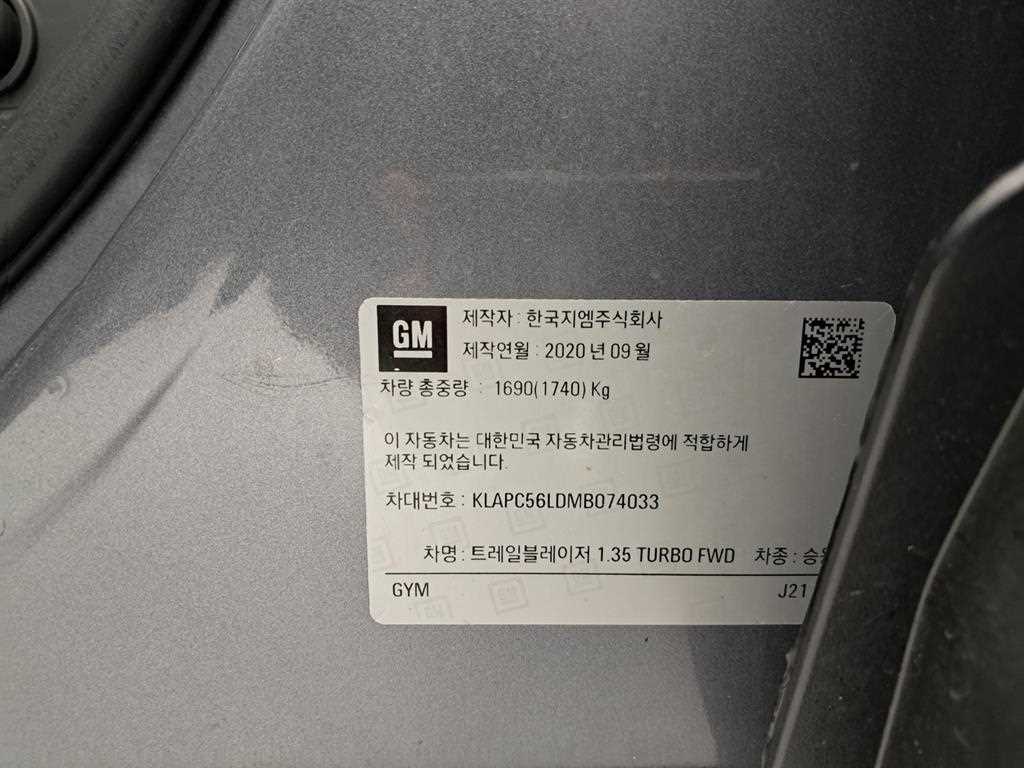 GM
제작자 : 한국지엠주식회사
제작연월 : 2020 년 09 월
차량 총중량 : 1690(1740) Kg
이 자동차는 대한민국 자동차관리법령에 적합하게
제작 되었습니다.
차대번호 : KLAPC56LDMB074033
차명 : 트레일블레이저 1.35 TURBO FWD 차종 : 승
GYM J21